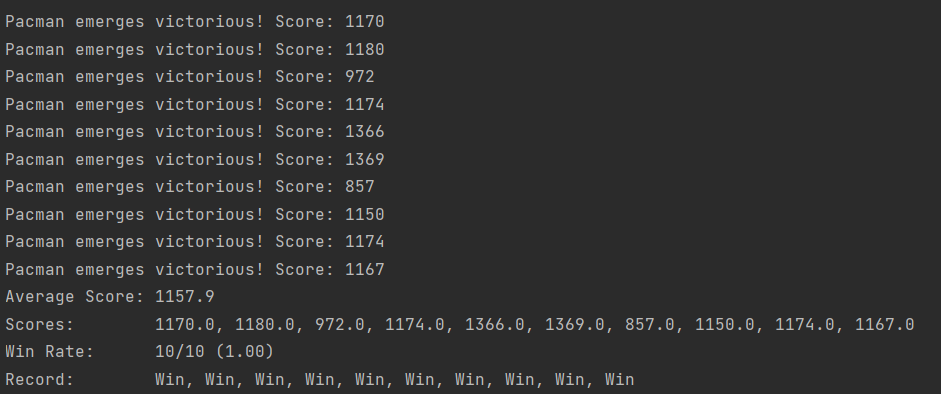 Pacman emerges victorious! Score: 1170
Pacman emerges victorious! Score: 1180
Pacman emerges victorious! Score: 972
Pacman emerges victorious! Score: 1174
Pacman emerges victorious! Score: 1366
Pacman emerges victorious! Score: 1369
Pacman emerges victorious! Score: 857
Pacman emerges victorious! Score: 1150
Pacman emerges victorious! Score: 1174
Pacman emerges victorious! Score: 1167
Average Score: 1157.9
Scores:        1170.0, 1180.0, 972.0, 1174.0, 1366.0, 1369.0, 857.0, 1150.0, 1174.0, 1167.0
Win Rate:      10/10 (1.00)
Record:        Win, Win, Win, Win, Win, Win, Win, Win, Win, Win